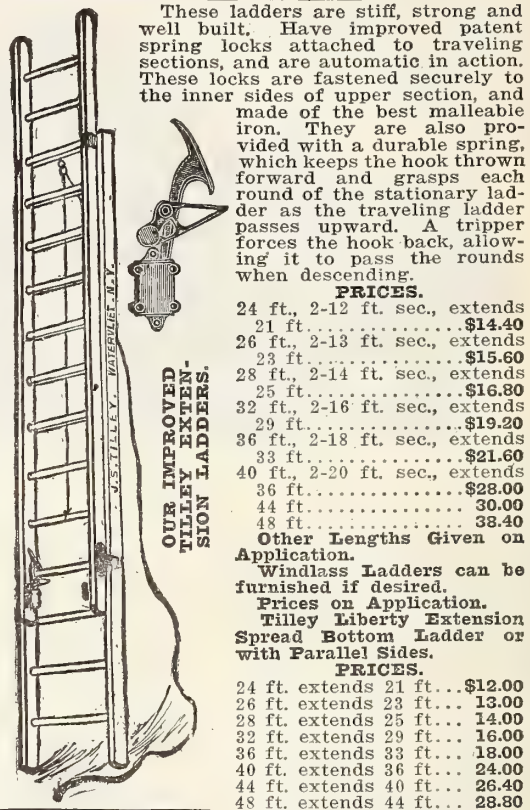 These ladders are stiff, strong and
well built. Have improved patent
spring locks attached to traveling
sections, and are automatic in action.
These locks are fastened securely to
the inner sides of upper section, and
made of the best malleable
iron. They are also pro-
vided with a durable spring,
which keeps the hook thrown
forward and grasps each
round of the stationary lad-
der as the traveling ladder
passes upward. A tripper
forces the hook back, allow-
ing it to pass the rounds
when descending.
PRICES.
24 ft., 2-12 ft. sec., extends
21 ft................$14.40
26 ft., 2-13 ft. sec., extends
23 ft................$15.60
28 ft., 2-14 ft. sec., extends
25 ft................$16.80
32 ft., 2-16 ft. sec., extends
29 ft................$19.20
36 ft., 2-18 ft. sec., extends
33 ft................$21.60
40 ft., 2-20 ft. sec., extends
36 ft................$28.00
44 ft................ 30.00
48 ft................ 38.40
Other Lengths Given on
Application.
Windlass Ladders can be
furnished if desired.
Prices on Application.
Tilley Liberty Extension
Spread Bottom Ladder or
with Parallel Sides.
PRICES.
24 ft. extends 21 ft...$12.00
26 ft. extends 23 ft... 13.00
28 ft. extends 25 ft... 14.00
32 ft. extends 29 ft... 16.00
36 ft. extends 33 ft... 18.00
40 ft. extends 36 ft... 24.00
44 ft. extends 40 ft... 26.40
48 ft. extends 44 ft... 28.80
OUR IMPROVED
TILLEY EXTEN-
SION LADDERS.
J.S. TILLEY. WATERVLIET. N.Y.